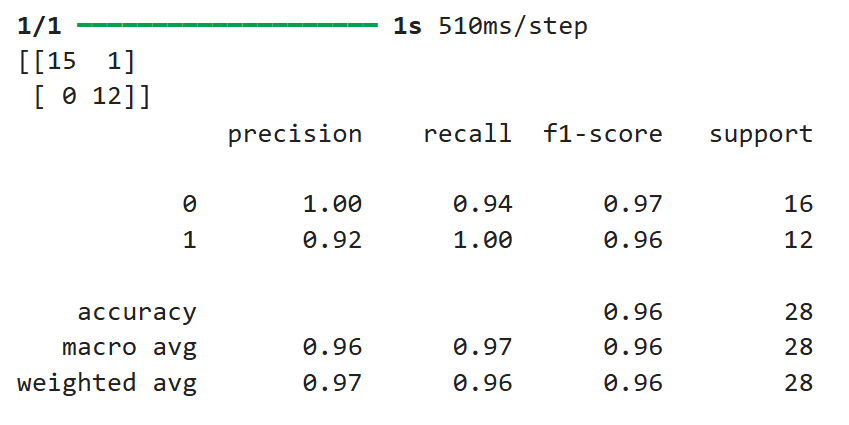 1/1 ━━━━━━━━━━━━━━━━━━━━ 1s 510ms/step
[[15  1]
 [ 0 12]]
              precision    recall  f1-score   support

           0       1.00      0.94      0.97        16
           1       0.92      1.00      0.96        12

    accuracy                           0.96        28
   macro avg       0.96      0.97      0.96        28
weighted avg       0.97      0.96      0.96        28